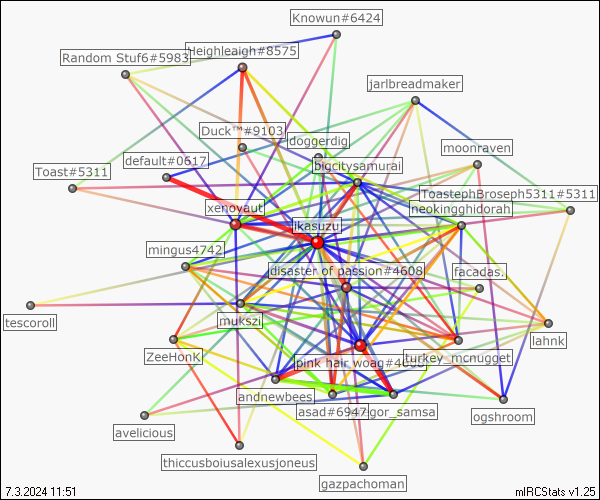 Knowun#6424
Heighleaigh#8575
Random Stuf6#5983
jarlbreadmaker
Duck™#9103
doggerdig
moonraven
default#0617
bigcitysamurai
Toast#5311
ToastephBroseph5311#5311
xenovaut
neokingghidorah
ikasuzu
mingus4742
disaster of passion#4608
facadas.
mukszi
tescoroll
lahnk
ZeeHonk
pink hair woag#4
turkey_mcnugget
andnewbees
asad#6947
gor_samsa
ogshroom
avelicious
thiccusboiusalexusjoneus
gazpachoman
7.3.2024 11:51
mIRCStats v1.25